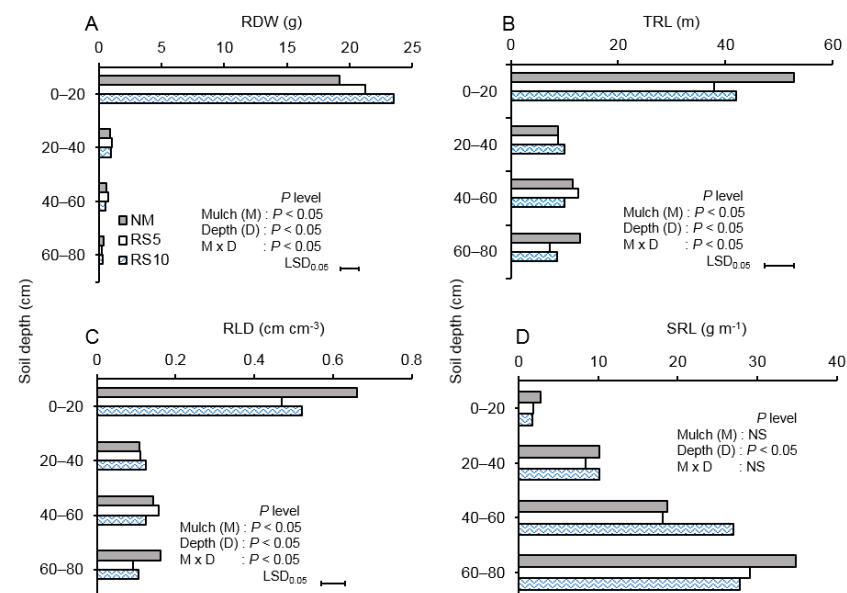 A
RDW (g)
0 5 10 15 20 25
0–20
20–40
40–60
60–80
NM
RS5
RS10
P level
Mulch (M) : P < 0.05
Depth (D) : P < 0.05
M x D : P < 0.05
LSD0.05
B
TRL (m)
0 20 40 60
0–20
20–40
40–60
60–80
P level
Mulch (M) : P < 0.05
Depth (D) : P < 0.05
M x D : P < 0.05
LSD0.05
Soil depth (cm)
C
RLD (cm cm-3)
0 0.2 0.4 0.6 0.8
0–20
20–40
40–60
60–80
P level
Mulch (M) : P < 0.05
Depth (D) : P < 0.05
M x D : P < 0.05
LSD0.05
Soil depth (cm)
D
SRL (g m-1)
0 10 20 30 40
0–20
20–40
40–60
60–80
P level
Mulch (M) : NS
Depth (D) : P < 0.05
M x D : NS